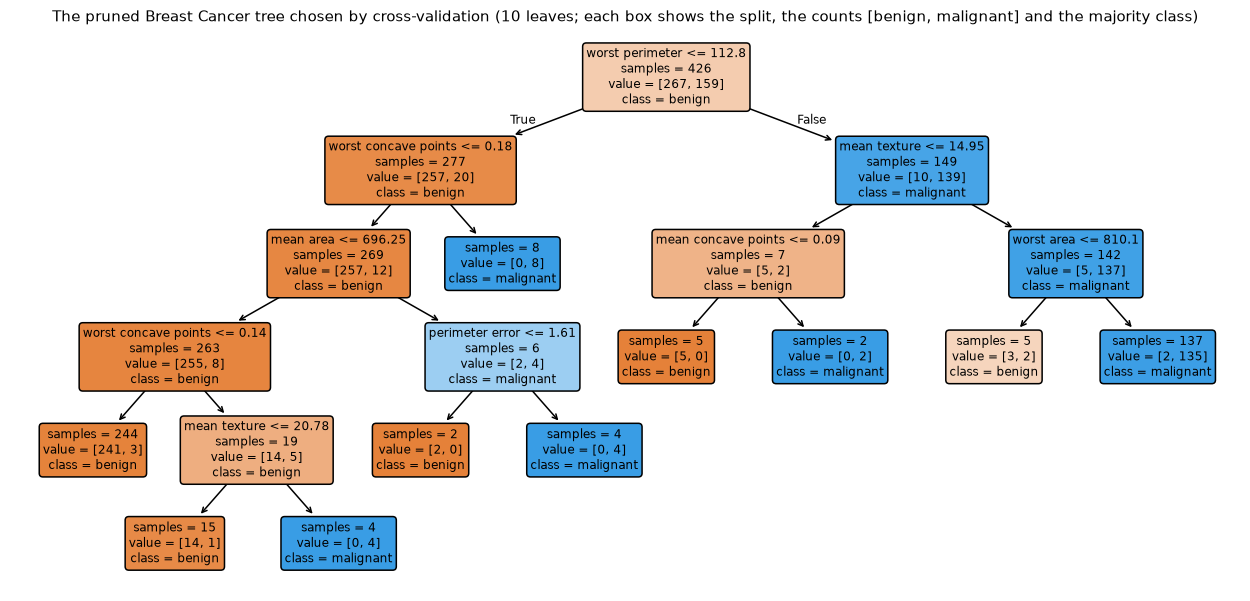 The pruned Breast Cancer tree chosen by cross-validation (10 leaves; each box shows the split, the counts [benign, malignant] and the majority class)
worst perimeter <= 112.8
samples = 426
value = [267, 159]
class = benign
True
False
worst concave points <= 0.18
samples = 277
value = [257, 20]
class = benign
mean texture <= 14.95
samples = 149
value = [10, 139]
class = malignant
mean area <= 696.25
samples = 269
value = [257, 12]
class = benign
samples = 8
value = [0, 8]
class = malignant
mean concave points <= 0.09
samples = 7
value = [5, 2]
class = benign
worst area <= 810.1
samples = 142
value = [5, 137]
class = malignant
worst concave points <= 0.14
samples = 263
value = [255, 8]
class = benign
perimeter error <= 1.61
samples = 6
value = [2, 4]
class = malignant
samples = 5
value = [5, 0]
class = benign
samples = 2
value = [0, 2]
class = malignant
samples = 5
value = [3, 2]
class = benign
samples = 137
value = [2, 135]
class = malignant
samples = 244
value = [241, 3]
class = benign
mean texture <= 20.78
samples = 19
value = [14, 5]
class = benign
samples = 2
value = [2, 0]
class = benign
samples = 4
value = [0, 4]
class = malignant
samples = 15
value = [14, 1]
class = benign
samples = 4
value = [0, 4]
class = malignant